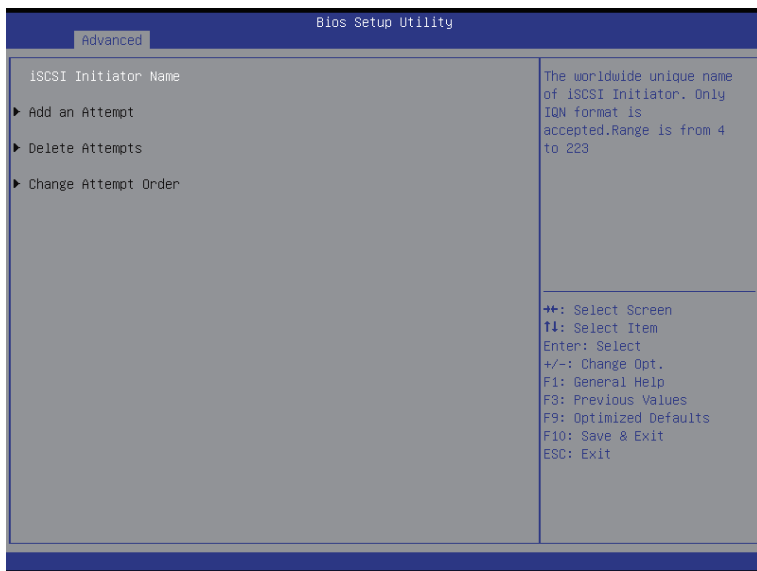 Bios Setup Utility
Advanced
iSCSI Initiator Name
▶ Add an Attempt
▶ Delete Attempts
▶ Change Attempt Order
The worldwide unique name
of iSCSI Initiator. Only
IQN format is
accepted.Range is from 4
to 223
→←: Select Screen
↑↓: Select Item
Enter: Select
+/-: Change Opt.
F1: General Help
F3: Previous Values
F9: Optimized Defaults
F10: Save & Exit
ESC: Exit